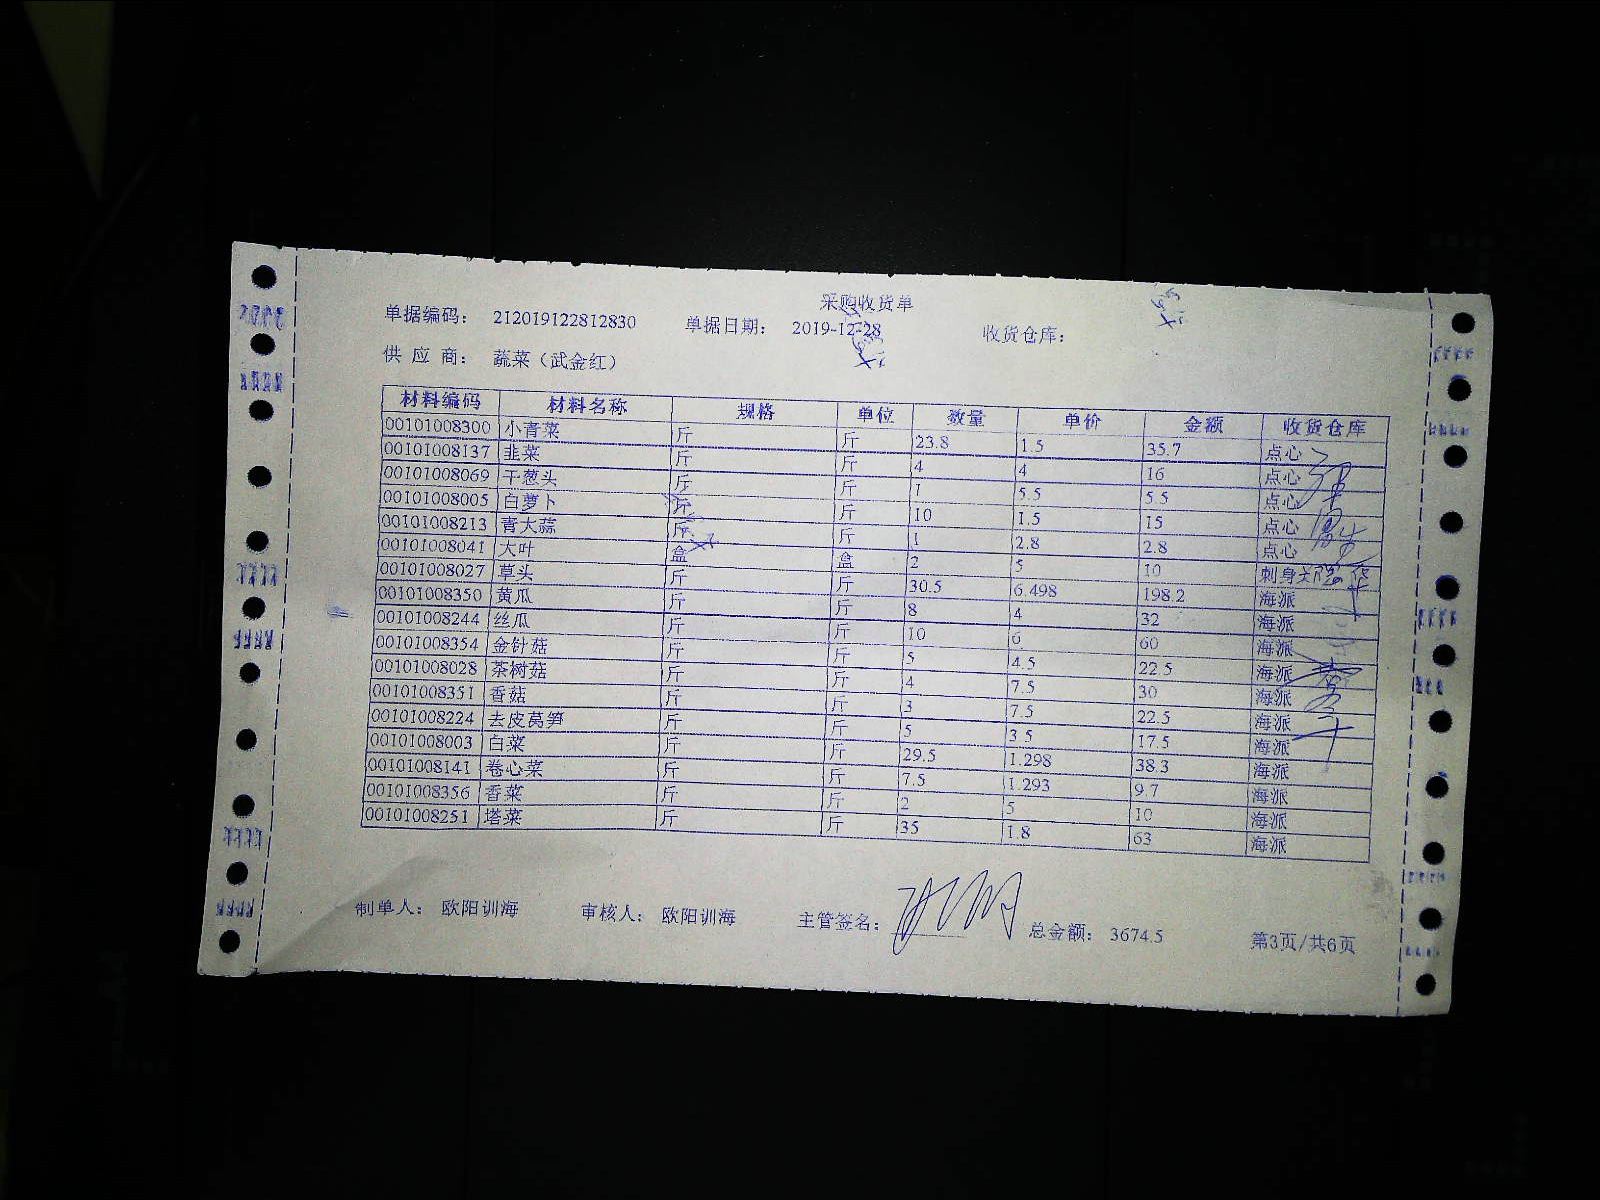 采购收货单
单据编码： 212019122812830 单据日期： 2019-12-28 收货仓库：
供 应 商： 蔬菜（武金红）
材料编码 材料名称 规格 单位 数量 单价 金额 收货仓库
00101008300 小青菜 斤 斤 23.8 1.5 35.7 点心
00101008137 韭菜 斤 斤 4 4 16 点心
00101008069 干葱头 斤 斤 1 5.5 5.5 点心
00101008005 白萝卜 斤 斤 10 1.5 15 点心
00101008213 青大蒜 斤 斤 1 2.8 2.8 点心
00101008041 大叶 盒 盒 2 5 10 刺身
00101008027 草头 斤 斤 30.5 6.498 198.2 海派
00101008350 黄瓜 斤 斤 8 4 32 海派
00101008244 丝瓜 斤 斤 10 6 60 海派
00101008354 金针菇 斤 斤 5 4.5 22.5 海派
00101008028 茶树菇 斤 斤 4 7.5 30 海派
00101008351 香菇 斤 斤 3 7.5 22.5 海派
00101008224 去皮莴笋 斤 斤 5 3.5 17.5 海派
00101008003 白菜 斤 斤 29.5 1.298 38.3 海派
00101008141 卷心菜 斤 斤 7.5 1.293 9.7 海派
00101008356 香菜 斤 斤 2 5 10 海派
00101008251 塔菜 斤 斤 35 1.8 63 海派
制单人： 欧阳训海 审核人： 欧阳训海 主管签名： 总金额： 3674.5 第3页/共6页